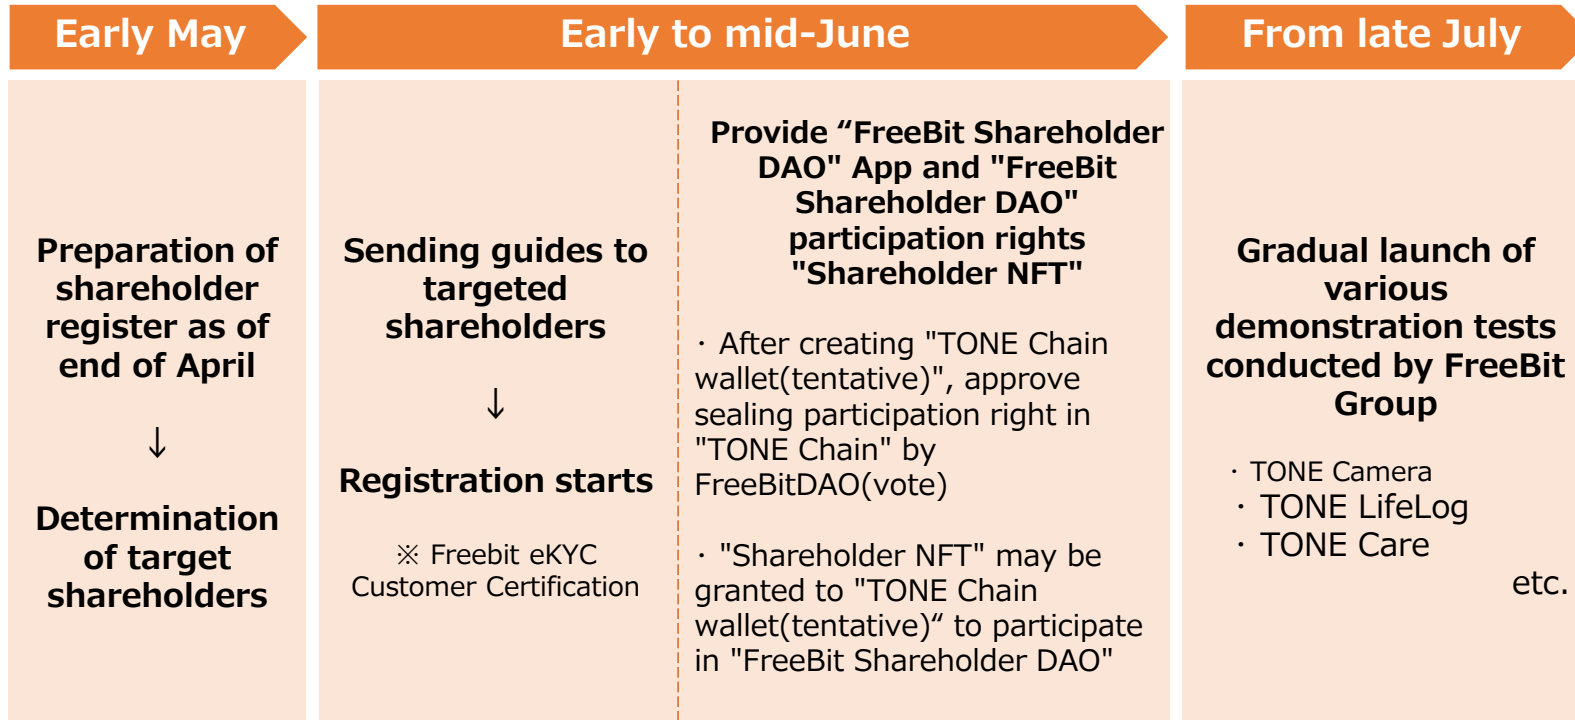 Early May
Early to mid-June
From late July
Preparation of
shareholder
register as of
end of April
↓
Determination
of target
shareholders
Sending guides to
targeted
shareholders
↓
Registration starts
※ Freebit eKYC
Customer Certification
Provide “FreeBit Shareholder
DAO" App and "FreeBit
Shareholder DAO"
participation rights
"Shareholder NFT"
・After creating "TONE Chain
wallet(tentative)", approve
sealing participation right in
"TONE Chain" by
FreeBitDAO(vote)
・"Shareholder NFT" may be
granted to "TONE Chain
wallet(tentative)“ to participate
in "FreeBit Shareholder DAO"
Gradual launch of
various
demonstration tests
conducted by FreeBit
Group
・TONE Camera
・TONE LifeLog
・TONE Care
etc.